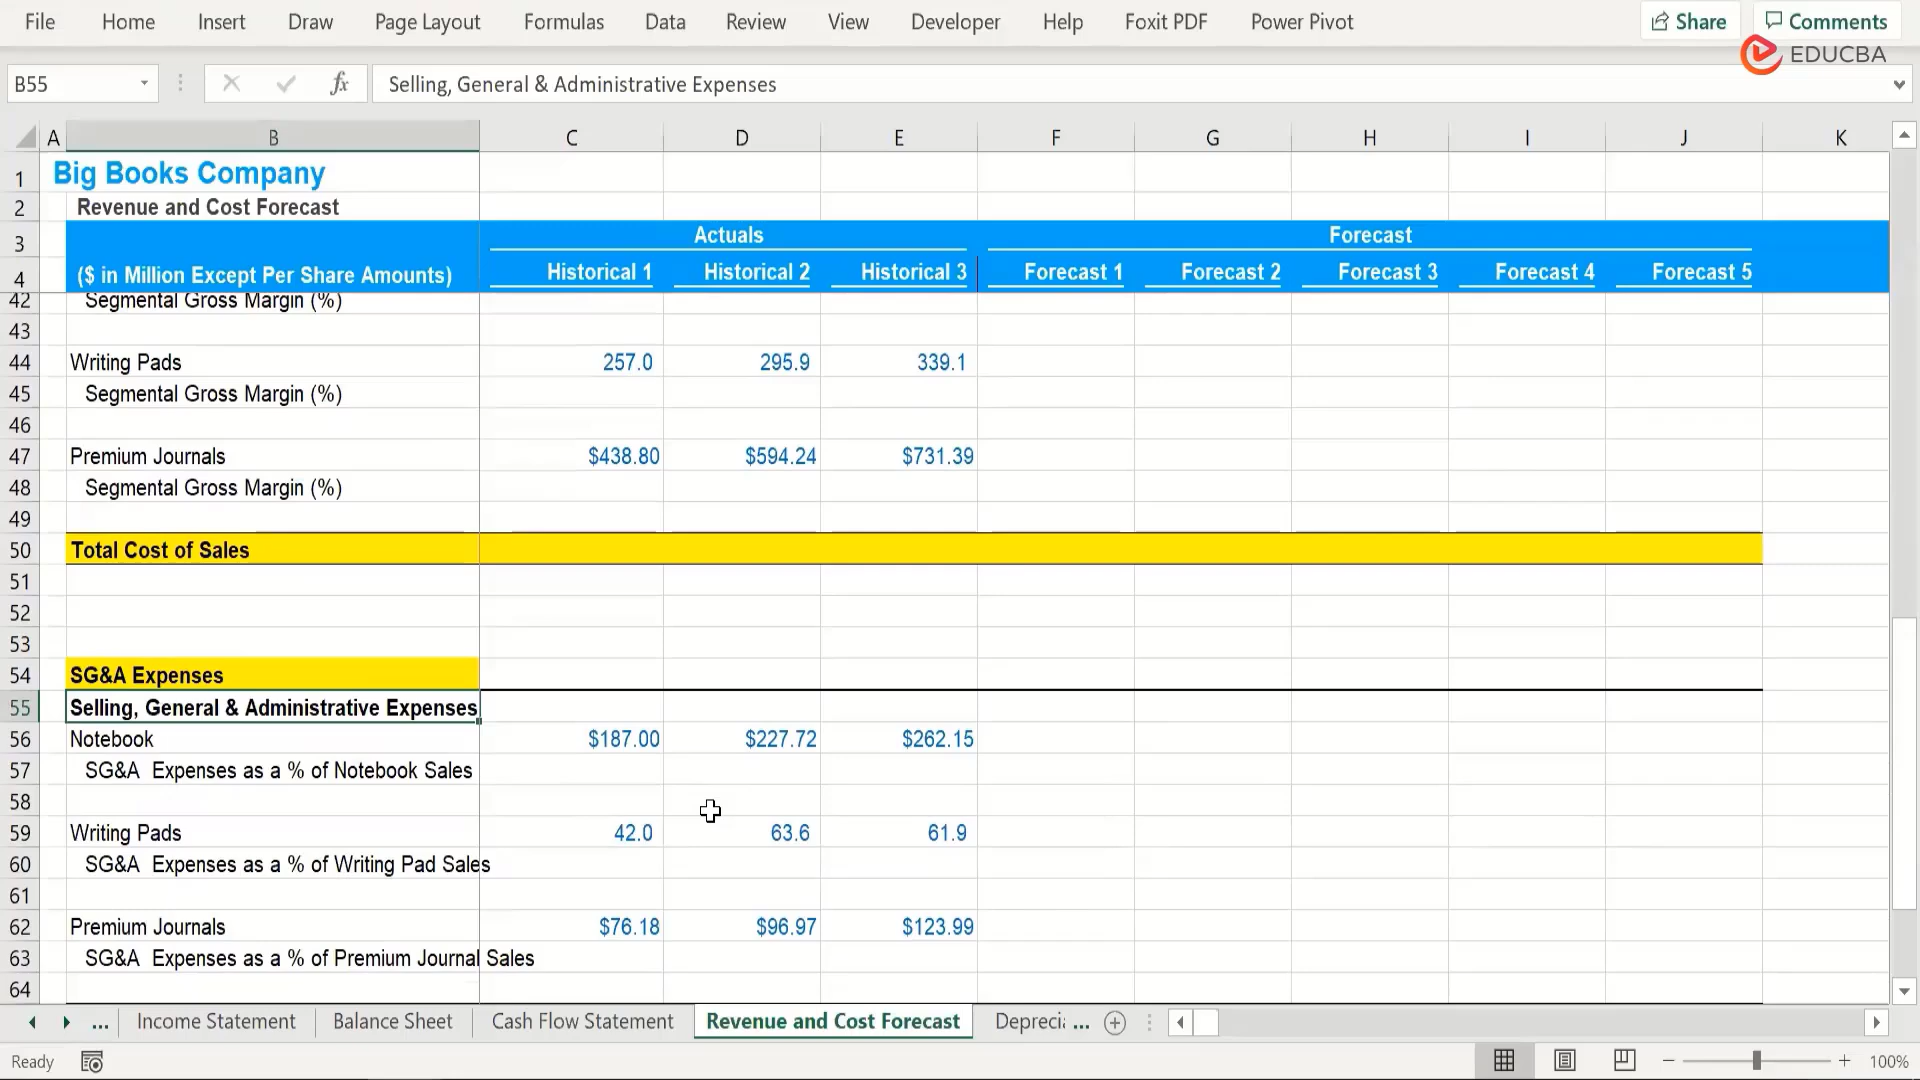 File Home Insert Draw Page Layout Formulas Data Review View Developer Help Foxit PDF Power Pivot Share Comments
EDUCBA
B55 fx Selling, General & Administrative Expenses
A B C D E F G H I J K
1 Big Books Company
2 Revenue and Cost Forecast
3 Actuals Forecast
4 ($ in Million Except Per Share Amounts) Historical 1 Historical 2 Historical 3 Forecast 1 Forecast 2 Forecast 3 Forecast 4 Forecast 5
42 Segmental Gross Margin (%)
43
44 Writing Pads 257.0 295.9 339.1
45 Segmental Gross Margin (%)
46
47 Premium Journals $438.80 $594.24 $731.39
48 Segmental Gross Margin (%)
49
50 Total Cost of Sales
51
52
53
54 SG&A Expenses
55 Selling, General & Administrative Expenses
56 Notebook $187.00 $227.72 $262.15
57 SG&A Expenses as a % of Notebook Sales
58
59 Writing Pads 42.0 63.6 61.9
60 SG&A Expenses as a % of Writing Pad Sales
61
62 Premium Journals $76.18 $96.97 $123.99
63 SG&A Expenses as a % of Premium Journal Sales
64
... Income Statement Balance Sheet Cash Flow Statement Revenue and Cost Forecast Depreci ...
Ready 100%